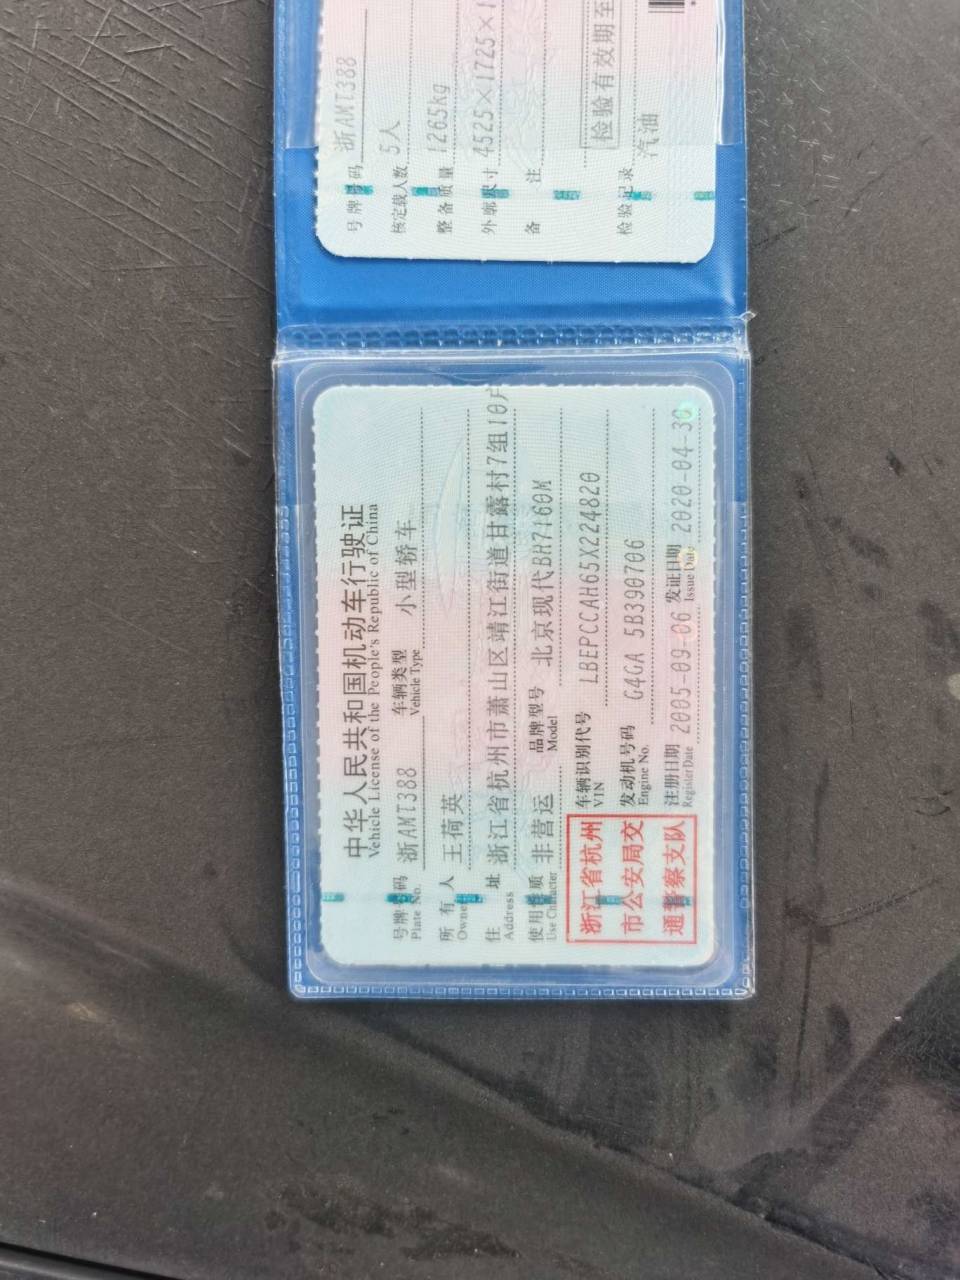 中华人民共和国机动车行驶证
Vehicle License of the People's Republic of China
号牌号码 浙AMT388 车辆类型 小型轿车
Plate No. Vehicle Type
所有人 王荷英
Owner
住址 浙江省杭州市萧山区靖江街道甘露村7组10户
Address
使用性质 非营运 品牌型号 北京现代BH7160M
Use Character Model
浙江省杭州
市公安局交
通警察支队
车辆识别代号 LBEPCCAH65X224820
VIN
发动机号码 G4GA 5B390706
Engine No.
注册日期 2005-09-06 发证日期 2020-04-30
Register Date Issue Date
号牌号码 浙AMT388
核定载人数 5人
整备质量 1265kg
外廓尺寸 4525×1725×1
备注
检验有效期至
检验记录 汽油